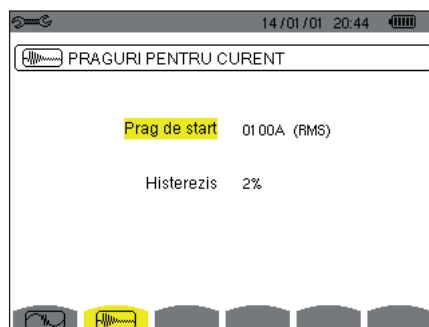 14/01/01 20:44
PRAGURI PENTRU CURENT
Prag de start 0100A (RMS)
Histerezis 2%